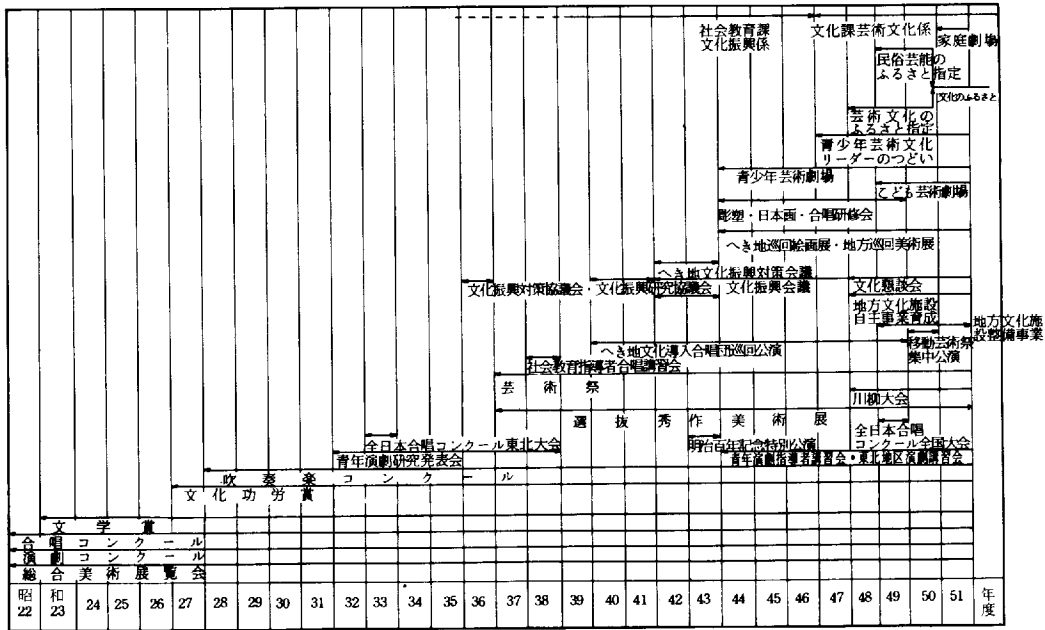 社会教育課
文化振興係
文化課芸術文化係
家庭劇場
民俗芸能の
ふるさと指定
文化のふるさと
芸術文化の
ふるさと指定
青少年芸術文化
リーダーのつどい
青少年芸術劇場
こども芸術劇場
彫塑・日本画・合唱研修会
へき地巡回絵画展・地方巡回美術展
へき地文化振興対策会議
文化振興対策協議会・文化振興研究協議会
文化振興会議
文化懇談会
地方文化施設
自主事業育成
地方文化施
設整備事業
へき地文化導入合唱団巡回公演
移動芸術祭
集中公演
社会教育指導者合唱講習会
芸術祭
川柳大会
選抜秀作美術展
全日本合唱コンクール東北大会
明治百年記念特別公演
全日本合唱
コンクール全国大会
青年演劇研究発表会
青年演劇指導者講習会・東北地区演劇講習会
吹奏楽コンクール
文化功労賞
文学賞
合唱コンクール
演劇コンクール
総合美術展覧会
昭和 年度
22 23 24 25 26 27 28 29 30 31 32 33 34 35 36 37 38 39 40 41 42 43 44 45 46 47 48 49 50 51